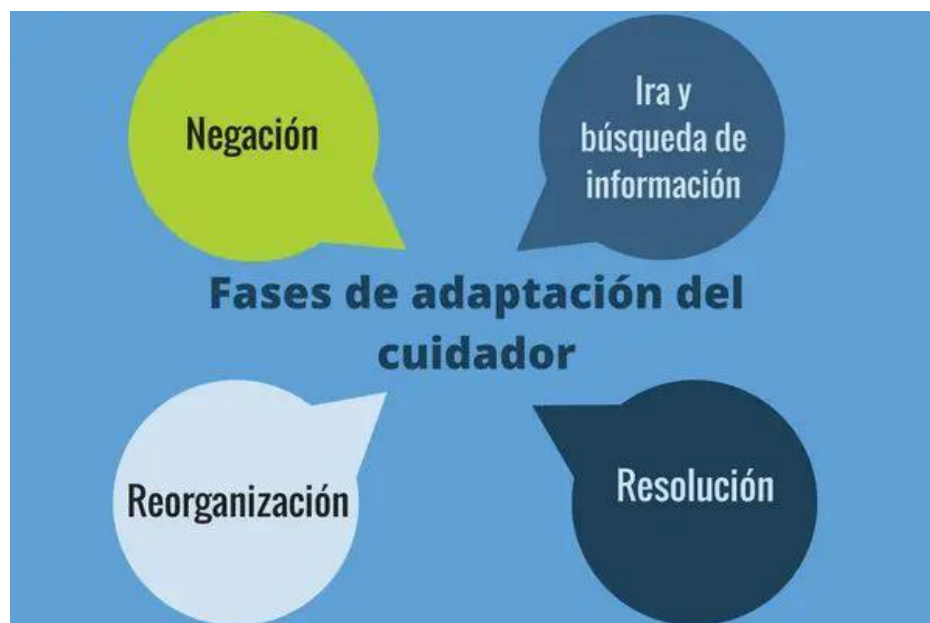 Negación
Ira y
búsqueda de
información
Fases de adaptación del
cuidador
Reorganización
Resolución